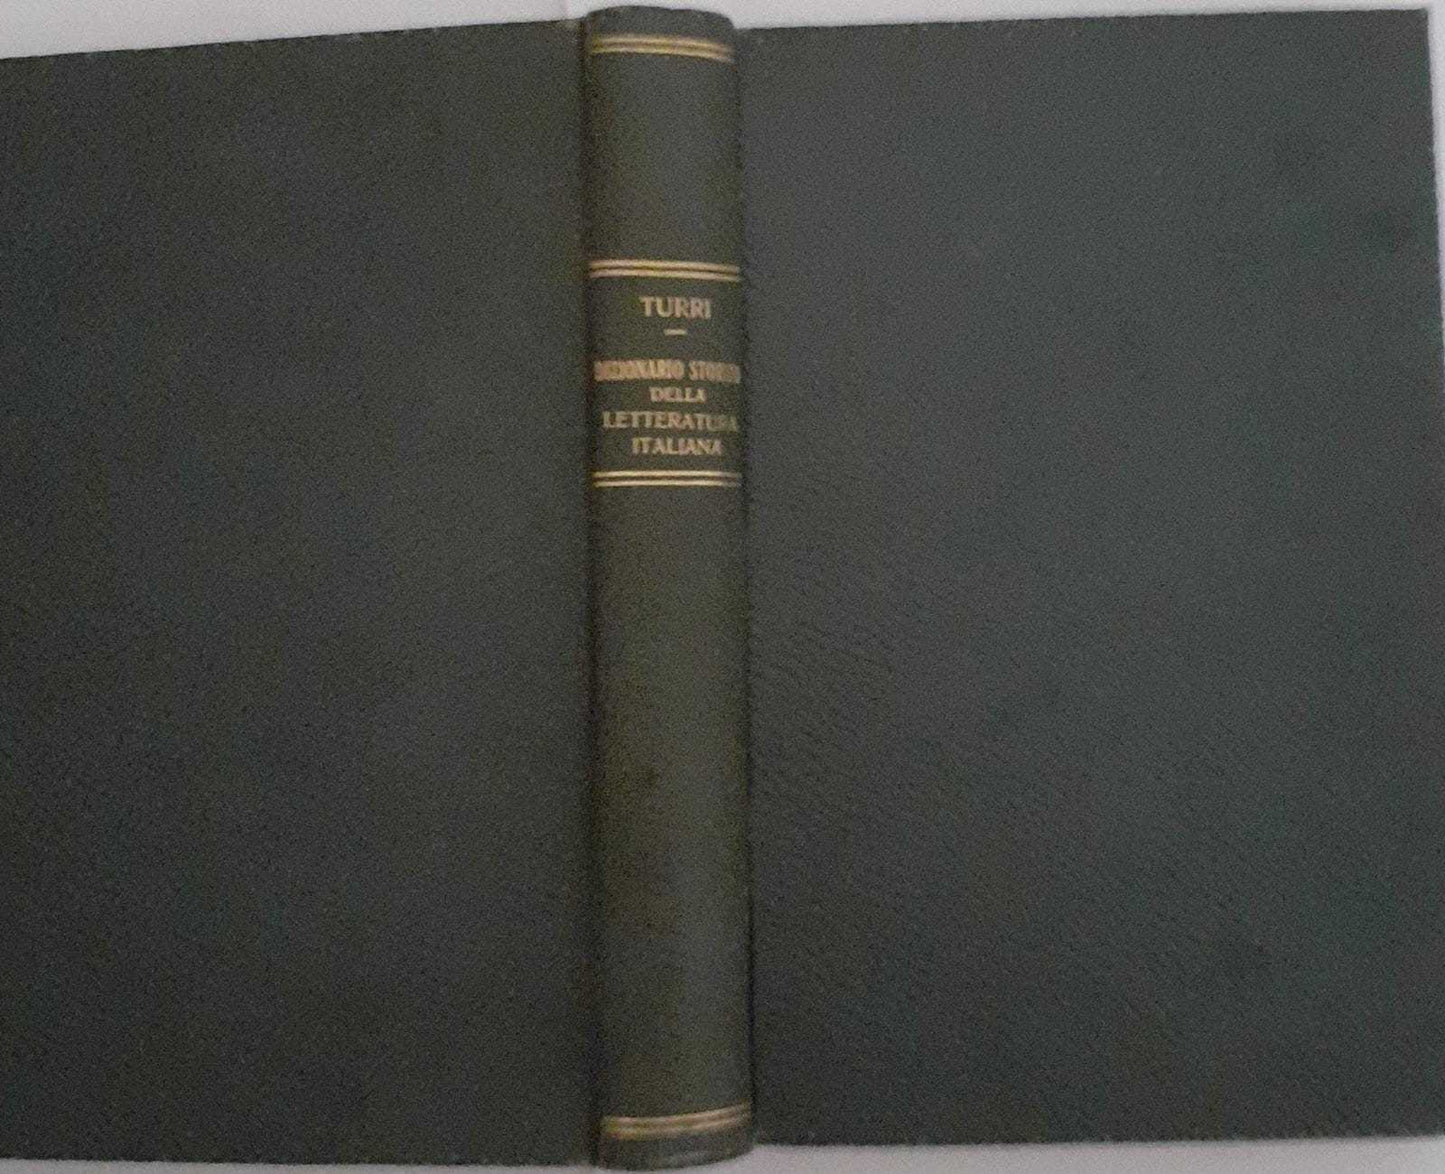 TURRI
DIZIONARIO STORICO
DELLA
LETTERATURA
ITALIANA